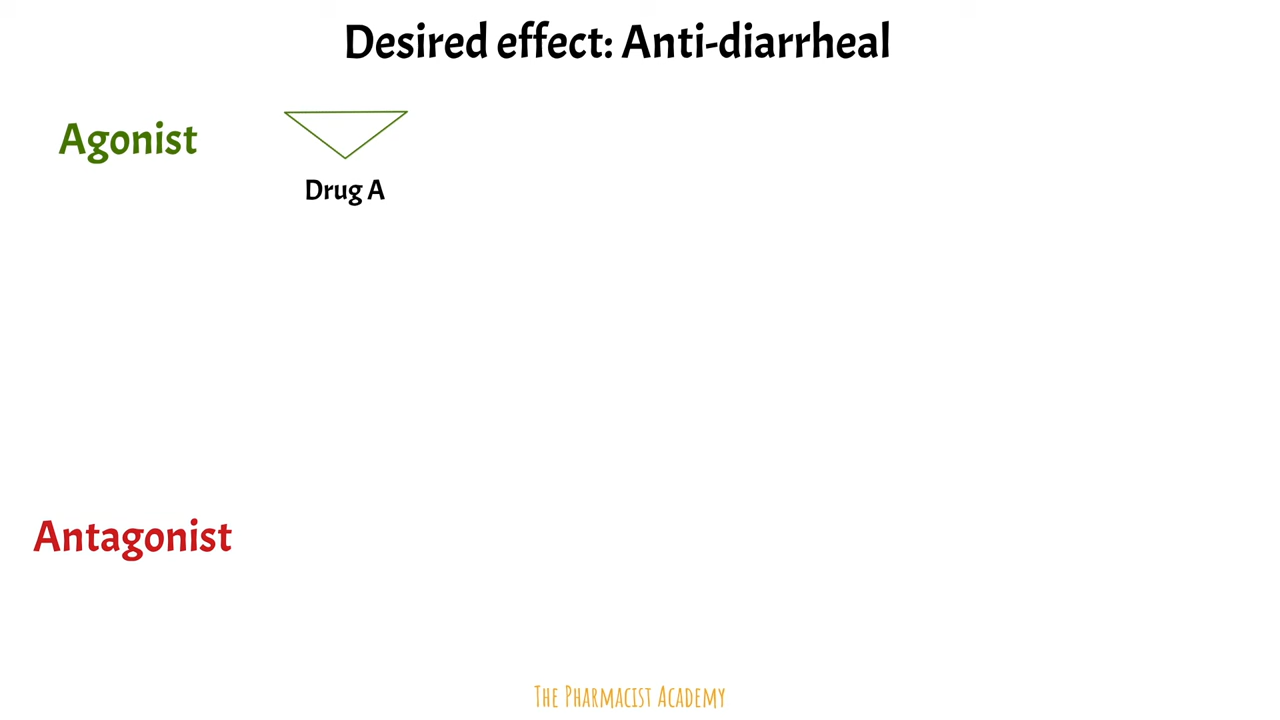 Desired effect: Anti-diarrheal
Agonist
Drug A
Antagonist
The Pharmacist Academy